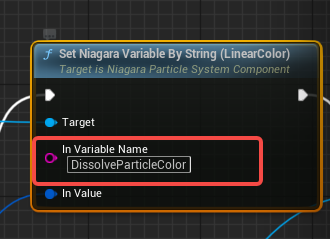 Set Niagara Variable By String (LinearColor)
Target is Niagara Particle System Component
Target
In Variable Name
DissolveParticleColor
In Value